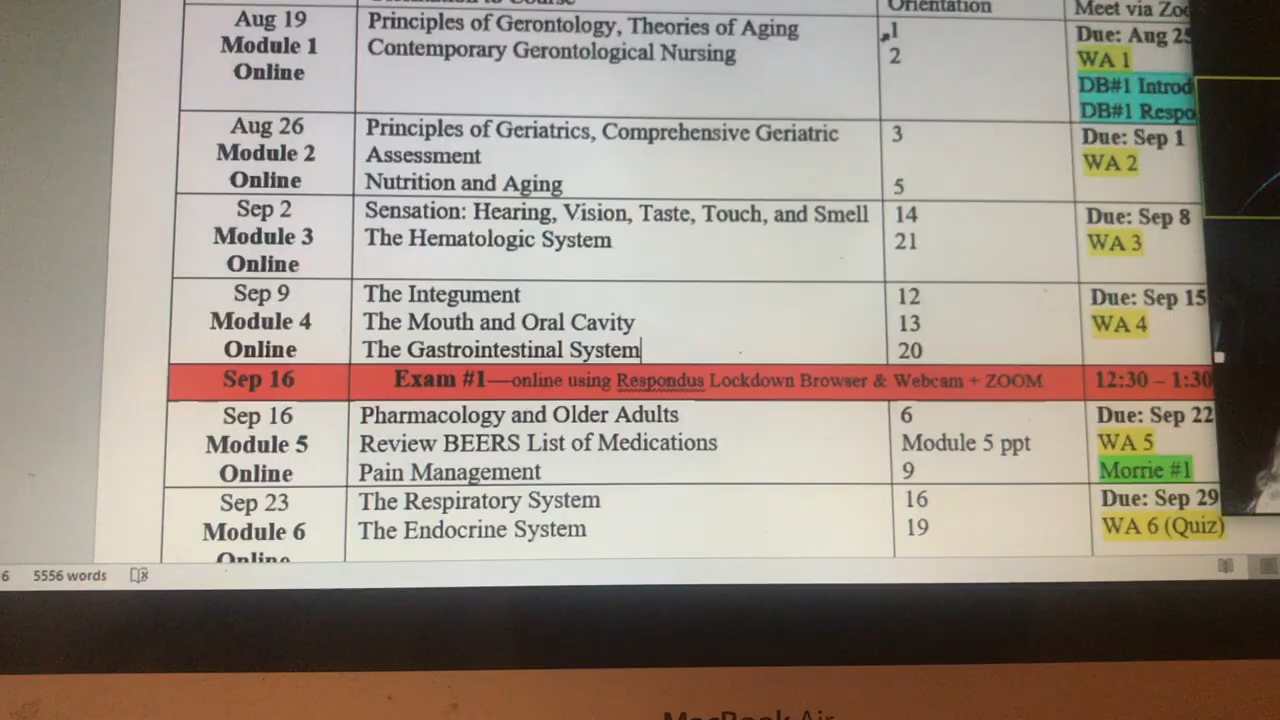 Orientation
Meet via Zoo
Aug 19 Principles of Gerontology, Theories of Aging 1 Due: Aug 25
Module 1 Contemporary Gerontological Nursing 2 WA 1
Online DB#1 Introd
DB#1 Respo
Aug 26 Principles of Geriatrics, Comprehensive Geriatric 3 Due: Sep 1
Module 2 Assessment WA 2
Online Nutrition and Aging 5
Sep 2 Sensation: Hearing, Vision, Taste, Touch, and Smell 14 Due: Sep 8
Module 3 The Hematologic System 21 WA 3
Online
Sep 9 The Integument 12 Due: Sep 15
Module 4 The Mouth and Oral Cavity 13 WA 4
Online The Gastrointestinal System 20
Sep 16 Exam #1—online using Respondus Lockdown Browser & Webcam + ZOOM 12:30 – 1:30
Sep 16 Pharmacology and Older Adults 6 Due: Sep 22
Module 5 Review BEERS List of Medications Module 5 ppt WA 5
Online Pain Management 9 Morrie #1
Sep 23 The Respiratory System 16 Due: Sep 29
Module 6 The Endocrine System 19 WA 6 (Quiz)
Online
6 5556 words
MacBook Air